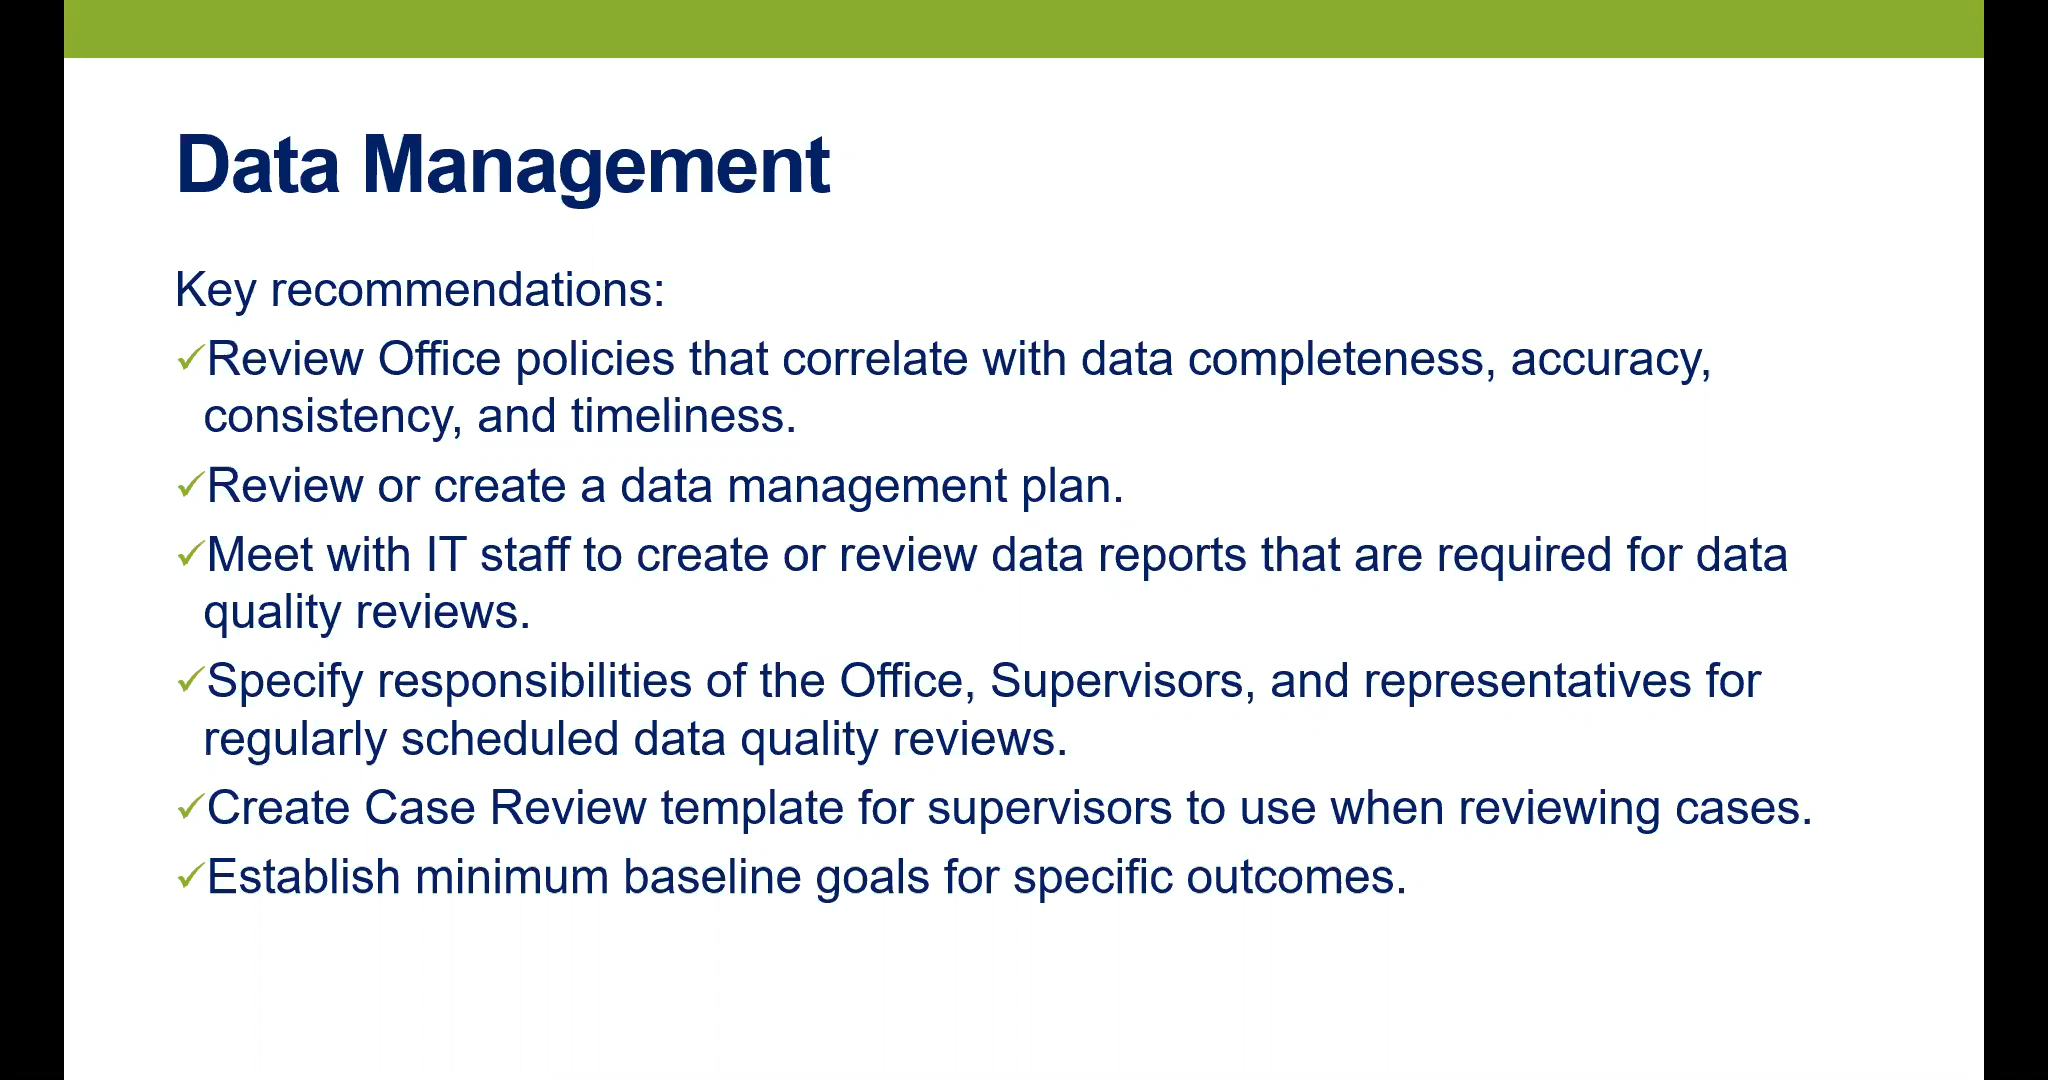 Data Management
Key recommendations:
✓Review Office policies that correlate with data completeness, accuracy,
consistency, and timeliness.
✓Review or create a data management plan.
✓Meet with IT staff to create or review data reports that are required for data
quality reviews.
✓Specify responsibilities of the Office, Supervisors, and representatives for
regularly scheduled data quality reviews.
✓Create Case Review template for supervisors to use when reviewing cases.
✓Establish minimum baseline goals for specific outcomes.